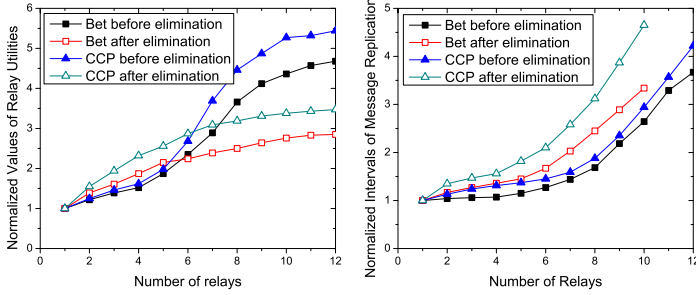 Normalized Values of Relay Utilities
6
5
4
3
2
1
0
Bet before elimination
Bet after elimination
CCP before elimination
CCP after elimination
0 2 4 6 8 10 12
Number of relays
Normalized Intervals of Message Replication
5
4
3
2
1
0
Bet before elimination
Bet after elimination
CCP before elimination
CCP after elimination
0 2 4 6 8 10 12
Number of Relays